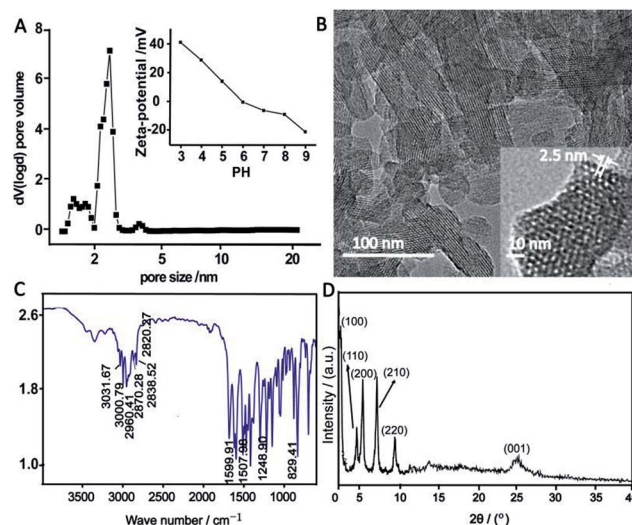 A
8
6
4
2
0
dV(logd) pore volume
2
5
10
20
pore size /nm
40
20
0
-20
Zeta-potential /mV
3 4 5 6 7 8 9
PH
B
2.5 nm
100 nm
10 nm
C
2.6
1.8
1.0
3031.67
3000.79
2960.41
2870.28
2838.52
2820.27
1599.91
1507.98
1248.90
829.41
3500 3000 2500 2000 1500 1000
Wave number / cm⁻¹
D
Intensity / (a.u.)
(100)
(110)
(200)
(210)
(220)
(001)
0 5 10 15 20 25 30 35 40
2θ / (°)